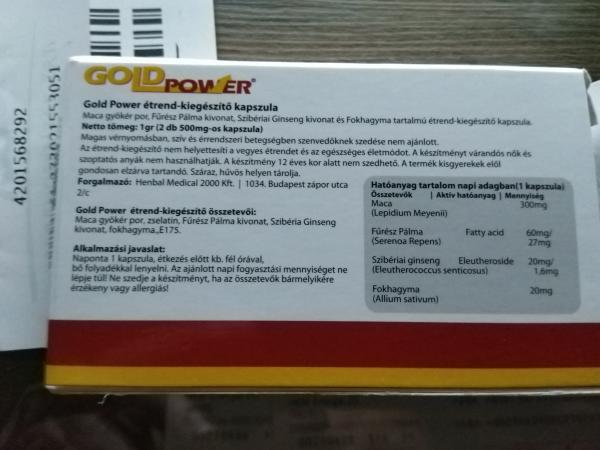 GOLDPOWER®
Gold Power étrend-kiegészítő kapszula
Maca gyökér por, Fűrész Pálma kivonat, Szibériai Ginseng kivonat és Fokhagyma tartalmú étrend-kiegészítő kapszula.
Netto tömeg: 1gr (2 db 500mg-os kapszula)
Magas vérnyomásban, szív és érrendszeri betegségben szenvedőknek szedése nem ajánlott.
Az étrend-kiegészítő nem helyettesíti a vegyes étrendet és az egészséges életmódot. A készítményt várandós nők és
szoptatós anyák nem használhatják. A készítmény 12 éves kor alatt nem szedhető. A termék kisgyerekek elől
gondosan elzárva tartandó. Száraz, hűvös helyen tárolja.
Forgalmazó: Henbal Medical 2000 Kft. | 1034. Budapest zápor utca
2/c
Gold Power étrend-kiegészítő összetevői:
Maca gyökér por, zselatin, Fűrész Pálma kivonat, Szibéria Ginseng
kivonat, fokhagyma,,E175.
Alkalmazási javaslat:
Naponta 1 kapszula, étkezés előtt kb. fél órával,
bő folyadékkal lenyelni. Az ajánlott napi fogyasztási mennyiséget ne
lépje túl! Ne szedje a készítményt, ha az összetevők bármelyikére
érzékeny vagy allergiás!
Hatóanyag tartalom napi adagban(1 kapszula)
Összetevők | Aktív hatóanyag | Mennyiség
Maca 300mg
(Lepidium Meyenii)
Fűrész Pálma Fatty acid 60mg/
(Serenoa Repens) 27mg
Szibériai ginseng Eleutheroside 20mg/
(Eleutherococcus senticosus) 1,6mg
Fokhagyma 20mg
(Allium sativum)
4201568292